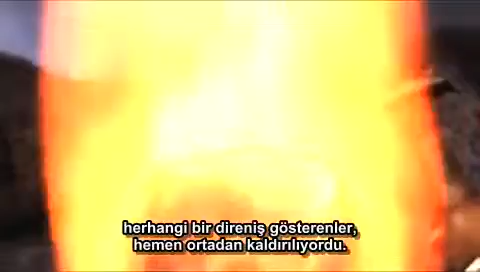 herhangi bir direniş gösterenler,
hemen ortadan kaldırılıyordu.